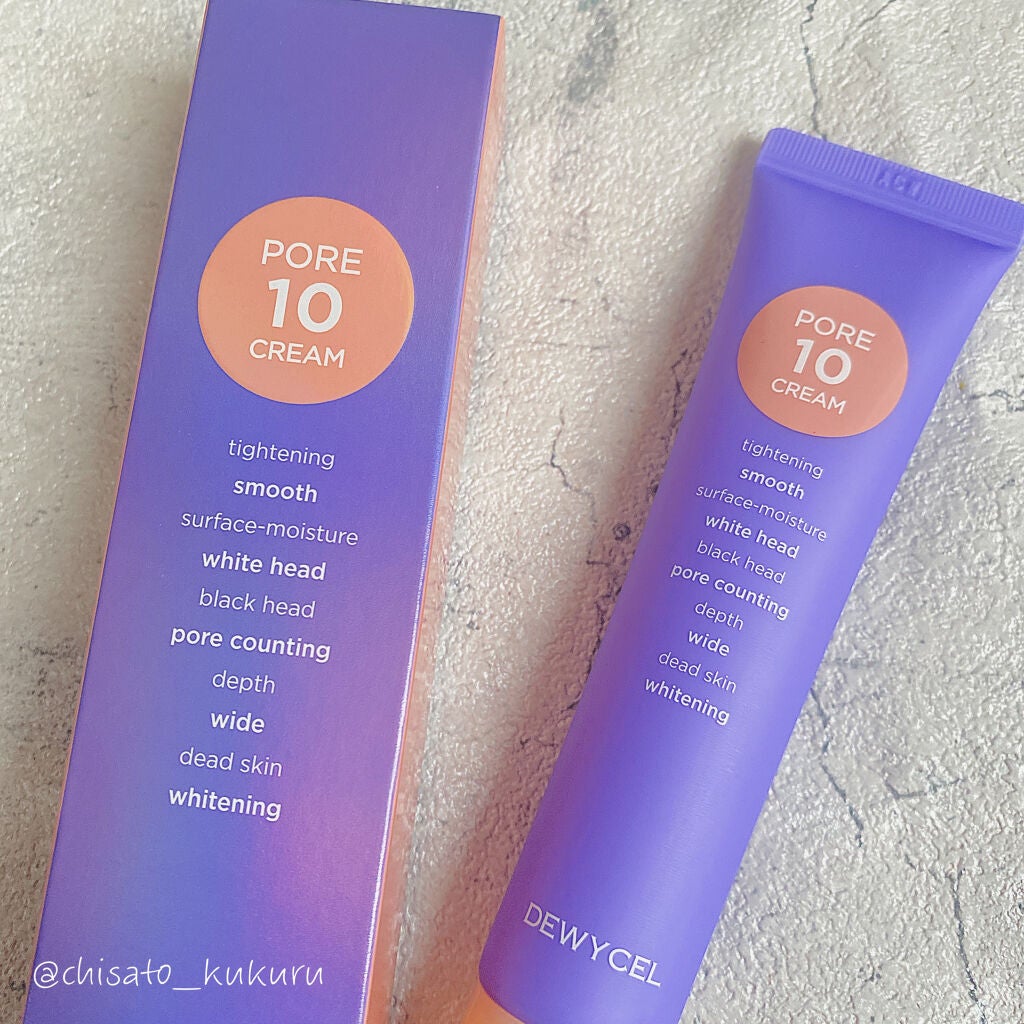 PORE
10
CREAM
tightening
smooth
surface-moisture
white head
black head
pore counting
depth
wide
dead skin
whitening
@chisato_kukuru
PORE
10
CREAM
tightening
smooth
surface-moisture
white head
black head
pore counting
depth
wide
dead skin
whitening
DEWYCEL